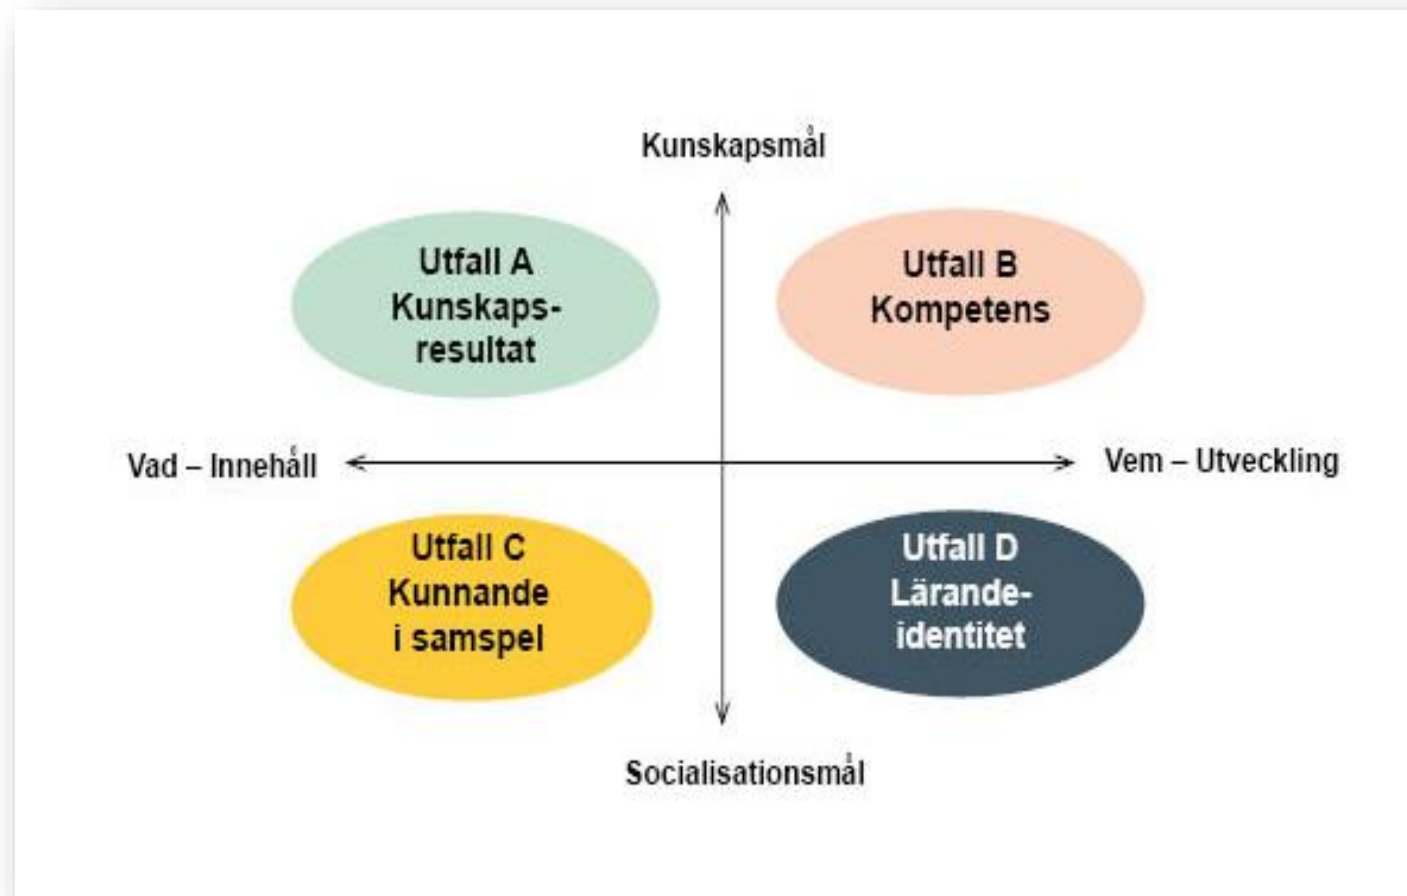 Kunskapsmål
Utfall A
Kunskaps-
resultat
Utfall B
Kompetens
Vad – Innehåll
Vem – Utveckling
Utfall C
Kunnande
i samspel
Utfall D
Lärande-
identitet
Socialisationsmål